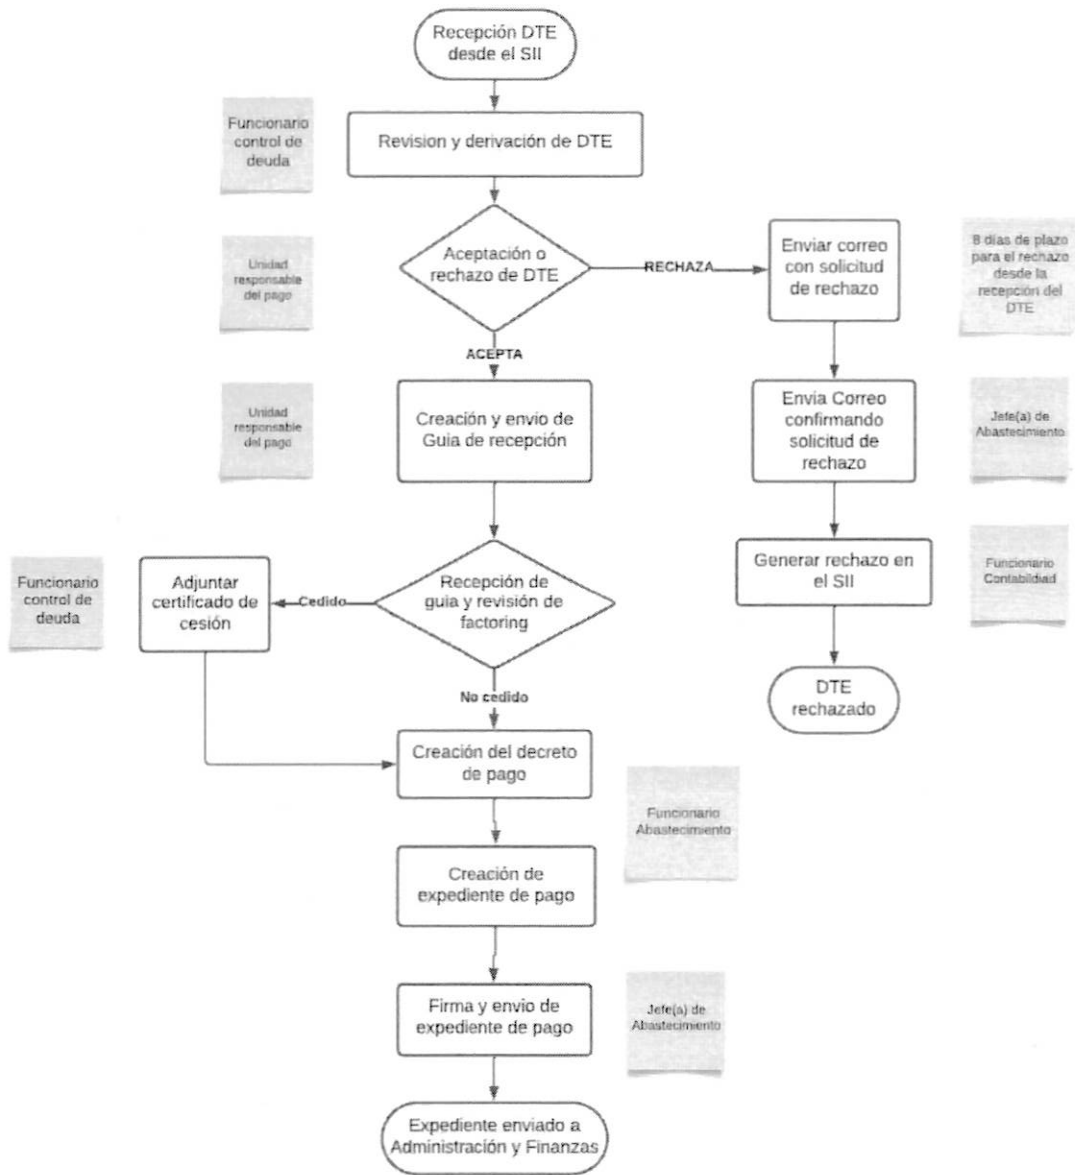 Recepción DTE
desde el SII
Funcionario
control de
deuda
Revision y derivación de DTE
Unidad
responsable
del pago
Aceptación o
rechazo de DTE
RECHAZA
Enviar correo
con solicitud
de rechazo
8 días de plazo
para el rechazo
desde la
recepción del
DTE
ACEPTA
Unidad
responsable
del pago
Creación y envio de
Guia de recepción
Envia Correo
confirmando
solicitud de
rechazo
Jefe(a) de
Abastecimiento
Funcionario
control de
deuda
Adjuntar
certificado de
cesión
Cedido
Recepción de
guia y revisión de
factoring
Generar rechazo en
el SII
Funcionario
Contabildiad
No cedido
DTE
rechazado
Creación del decreto
de pago
Funcionario
Abastecimiento
Creación de
expediente de pago
Firma y envio de
expediente de pago
Jefe(a) de
Abastecimiento
Expediente enviado a
Administración y Finanzas